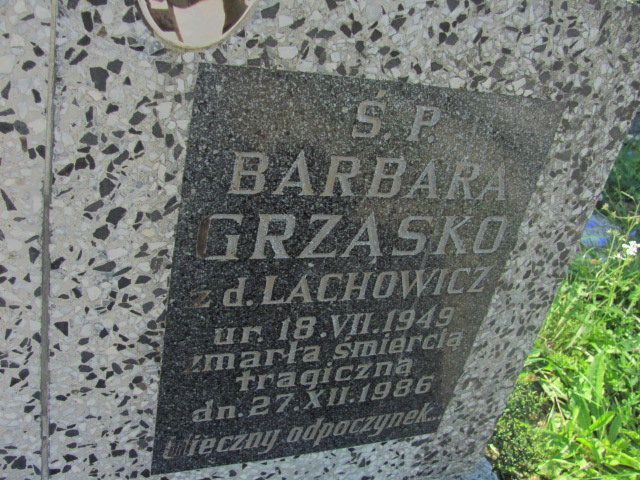 Ś. P.
BARBARA
GRZĄSKO
z d. LACHOWICZ
ur. 18.VII.1949
zmarła śmiercią
tragiczną
dn. 27.XII.1986
Wieczny odpoczynek...